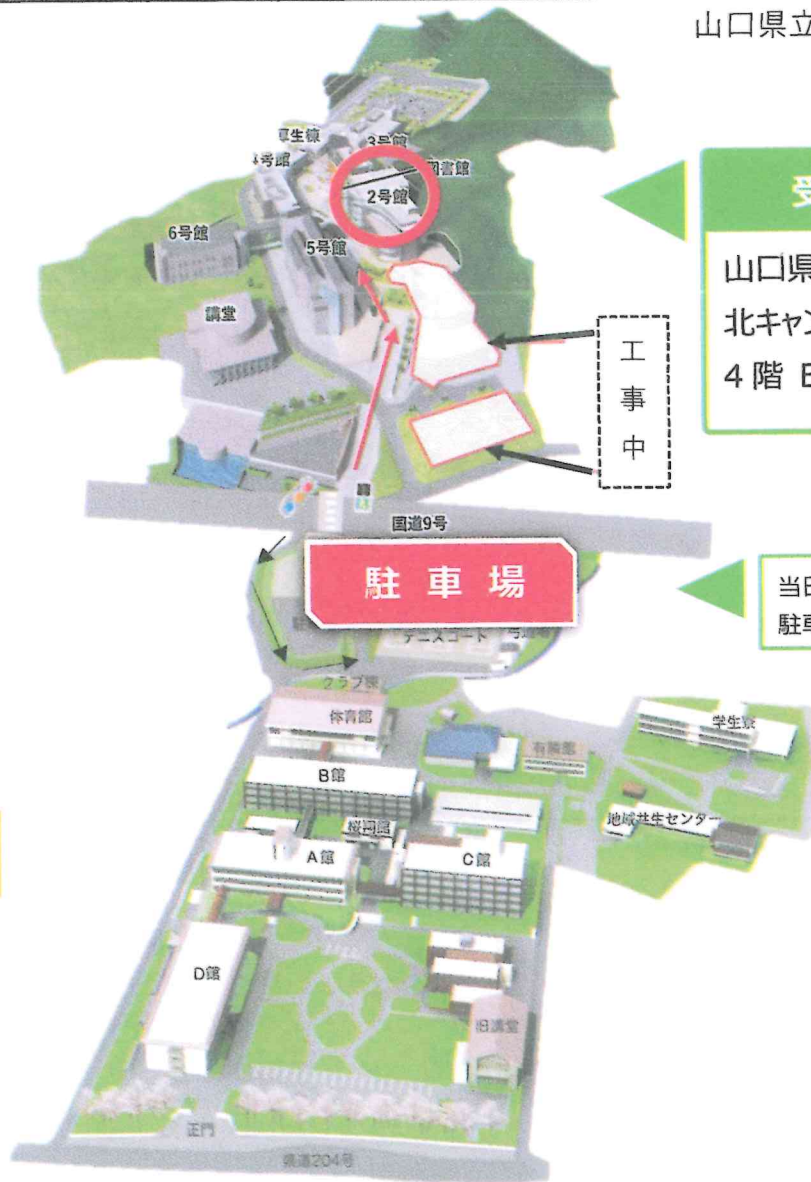 山口県立
厚生棟
3号館
4号館
図書館
2号館
6号館
5号館
講堂
受
山口県
北キャン
4階
工事中
国道9号
駐車場
当日
駐車
テニスコート
クラブ棟
体育館
学生寮
B館
桜圃館
地域共生センター
A館
C館
D館
旧講堂
正門
県道204号